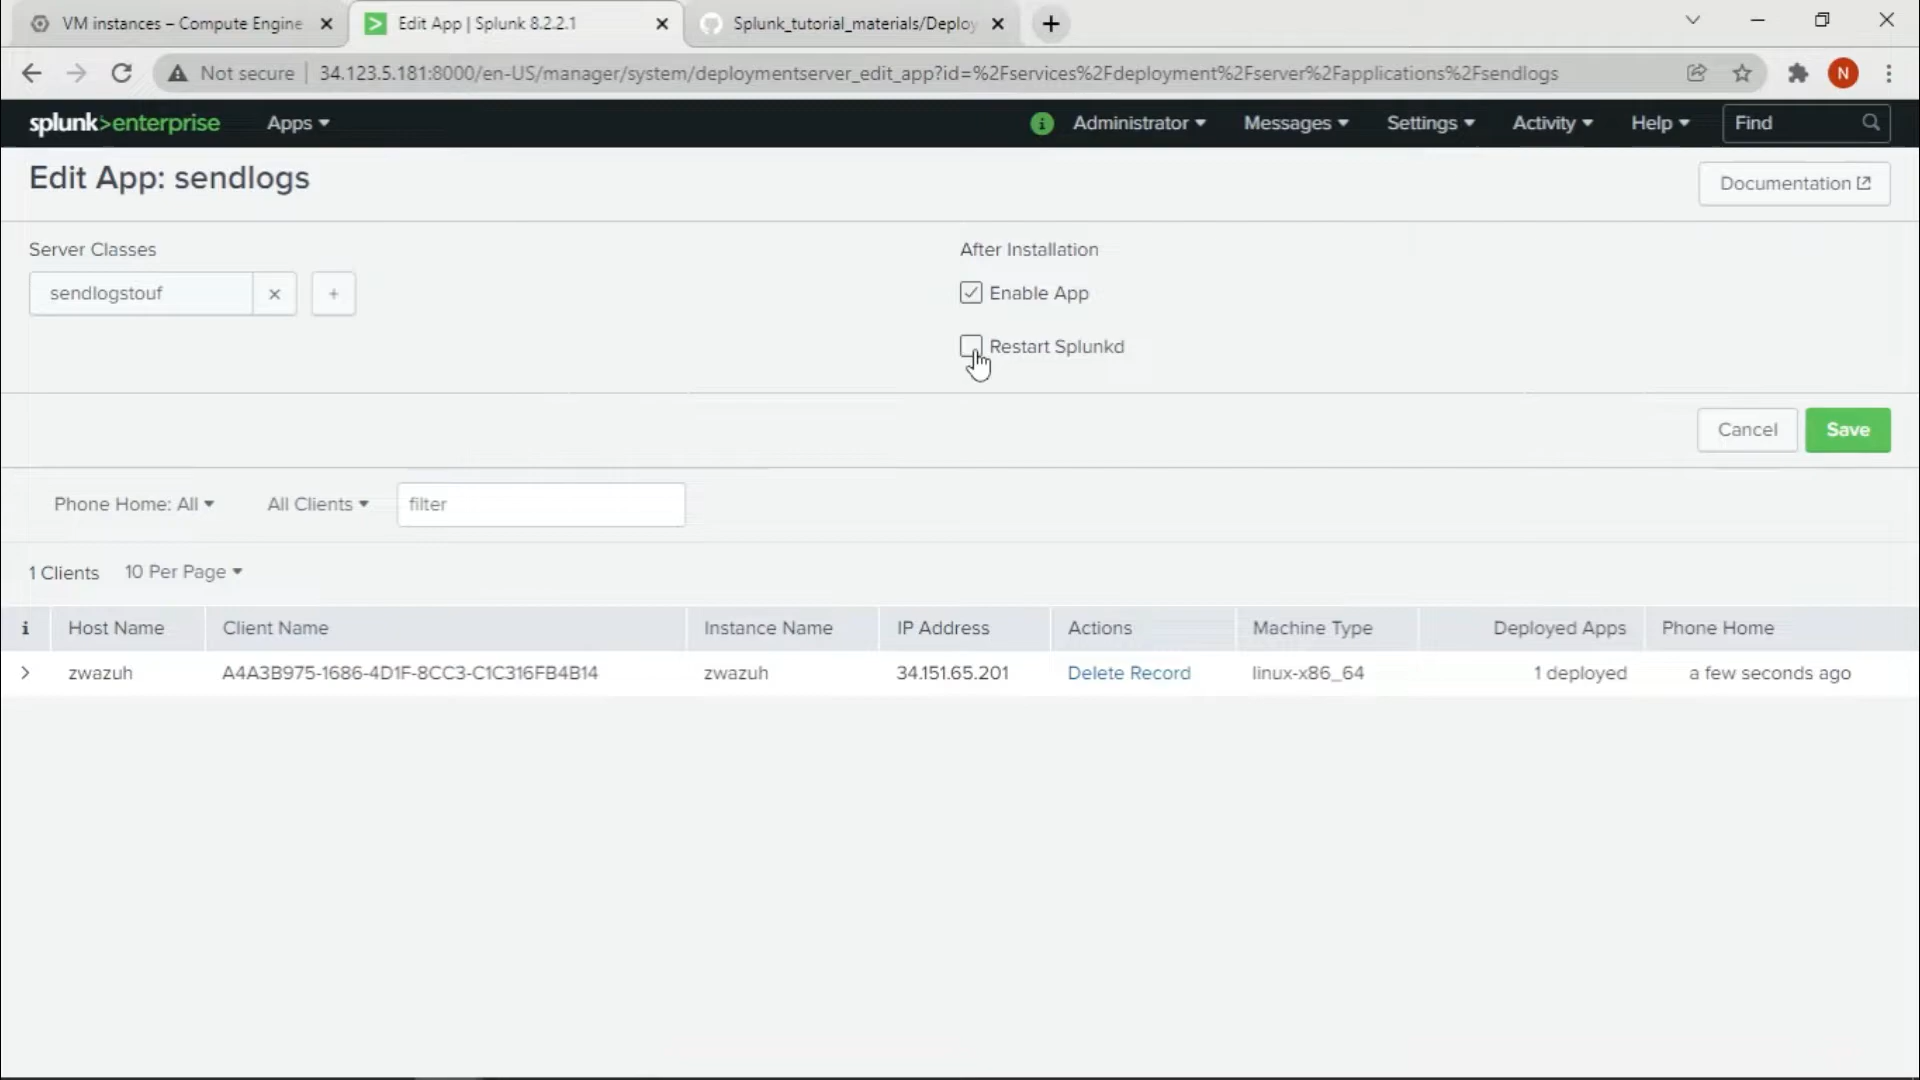 VM instances – Compute Engine
Edit App | Splunk 8.2.2.1
Splunk_tutorial_materials/Deploy
Not secure
34.123.5.181:8000/en-US/manager/system/deploymentserver_edit_app?id=%2Fservices%2Fdeployment%2Fserver%2Fapplications%2Fsendlogs
N
splunk>enterprise
Apps
i
Administrator
Messages
Settings
Activity
Help
Find
Edit App: sendlogs
Documentation
Server Classes
After Installation
sendlogstouf
Enable App
Restart Splunkd
Cancel
Save
Phone Home: All
All Clients
filter
1 Clients
10 Per Page
i Host Name Client Name Instance Name IP Address Actions Machine Type Deployed Apps Phone Home
zwazuh A4A3B975-1686-4D1F-8CC3-C1C316FB4B14 zwazuh 34.151.65.201 Delete Record linux-x86_64 1 deployed a few seconds ago